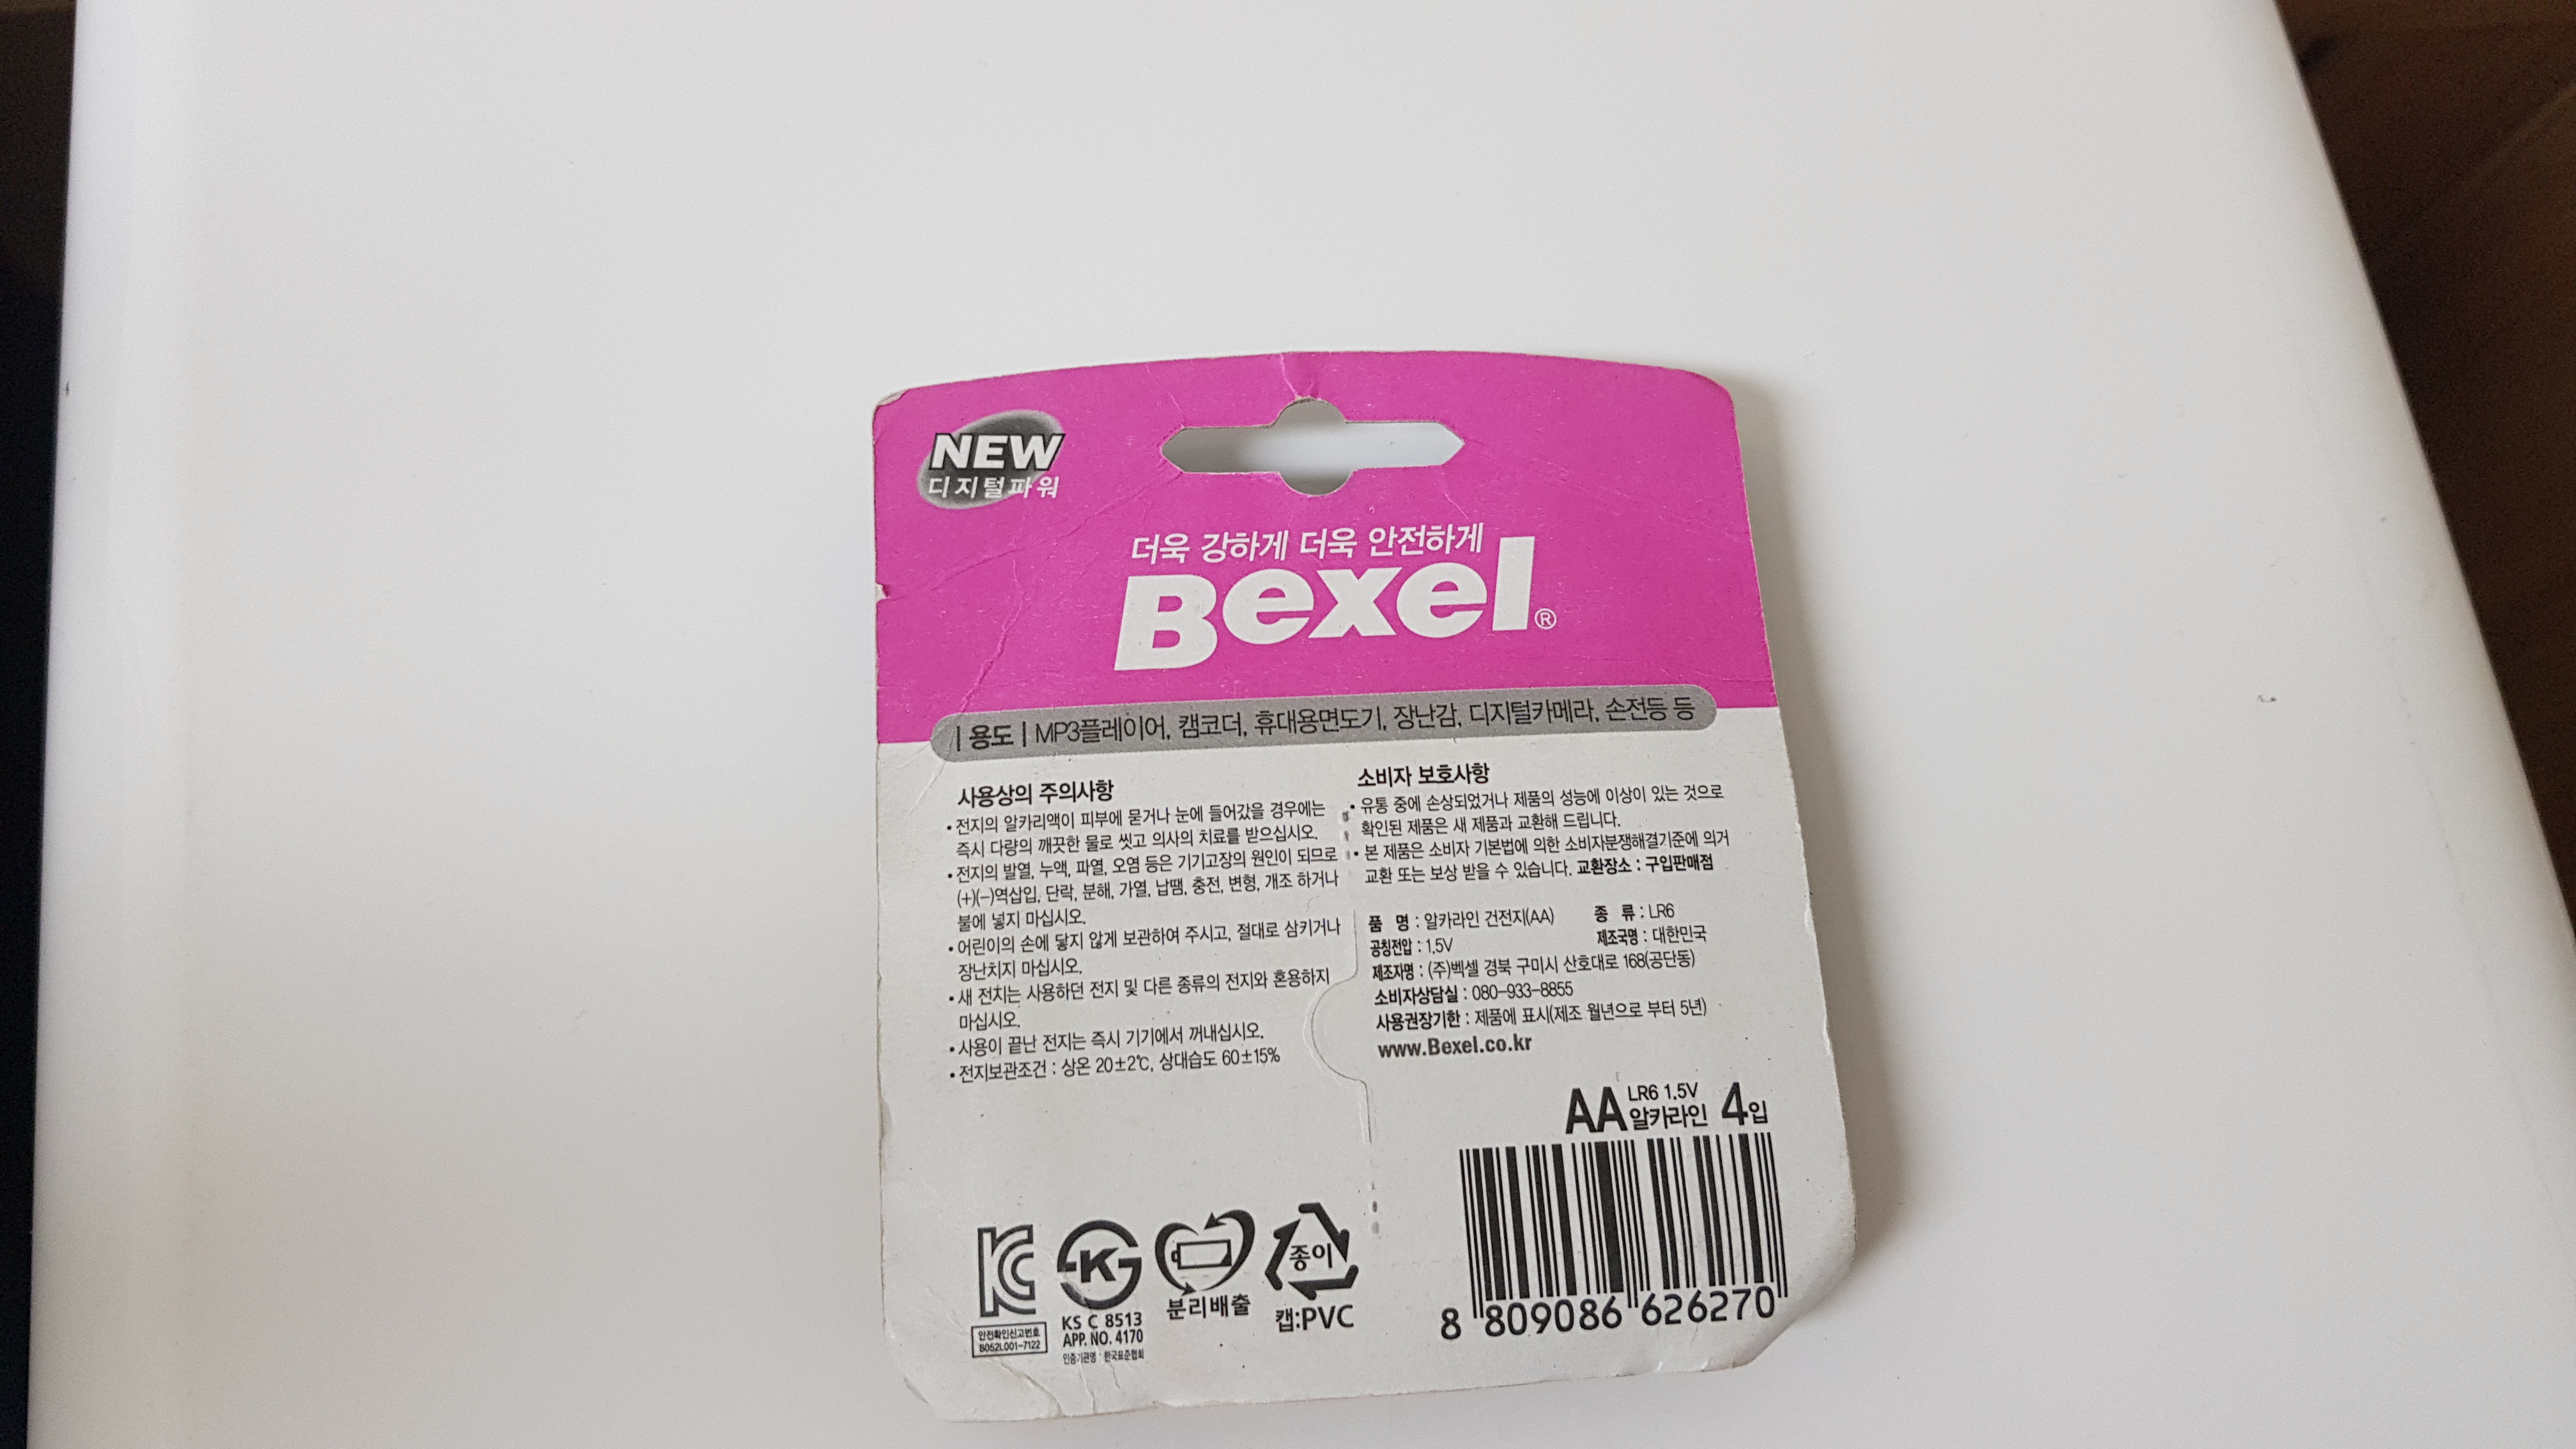 NEW
디지털파워
더욱 강하게 더욱 안전하게
Bexel®
| 용도 | MP3플레이어, 캠코더, 휴대용면도기, 장난감, 디지털카메라, 손전등 등
사용상의 주의사항
• 전지의 알카리액이 피부에 묻거나 눈에 들어갔을 경우에는
즉시 다량의 깨끗한 물로 씻고 의사의 치료를 받으십시오.
• 전지의 발열, 누액, 파열, 오염 등은 기기고장의 원인이 되므로
(+)(−)역삽입, 단락, 분해, 가열, 납땜, 충전, 변형, 개조 하거나
불에 넣지 마십시오.
• 어린이의 손에 닿지 않게 보관하여 주시고, 절대로 삼키거나
장난치지 마십시오.
• 새 전지는 사용하던 전지 및 다른 종류의 전지와 혼용하지
마십시오.
• 사용이 끝난 전지는 즉시 기기에서 꺼내십시오.
• 전지보관조건 : 상온 20±2℃, 상대습도 60±15%
소비자 보호사항
• 유통 중에 손상되었거나 제품의 성능에 이상이 있는 것으로
확인된 제품은 새 제품과 교환해 드립니다.
• 본 제품은 소비자 기본법에 의한 소비자분쟁해결기준에 의거
교환 또는 보상 받을 수 있습니다. 교환장소 : 구입판매점
품 명 : 알카라인 건전지(AA) 종 류 : LR6
공칭전압 : 1.5V 제조국명 : 대한민국
제조자명 : (주)벡셀 경북 구미시 산호대로 168(공단동)
소비자상담실 : 080-933-8855
사용권장기한 : 제품에 표시(제조 월년으로 부터 5년)
www.Bexel.co.kr
AA LR6 1.5V
알카라인 4입
8 809086 626270
KC
안전확인신고번호
B052L001-7122
K
KS C 8513
APP. NO. 4170
인증기관명 : 한국표준협회
분리배출
종이
캡:PVC